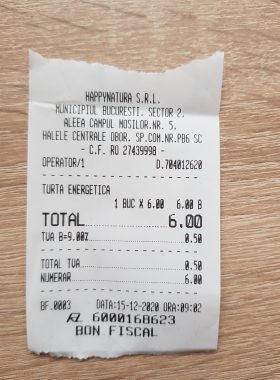 HAPPYNATURA S.R.L.
MUNICIPIUL BUCURESTI. SECTOR 2,
ALEEA CAMPUL MOSILOR.NR. 5,
HALELE CENTRALE OBOR. SP.COM.NR.PB6 SC
- C.F. RO 27439998 -
OPERATOR/1 D.704012620
TURTA ENERGETICA
1 BUC X 6.00 6.00 B
TOTAL 6.00
TVA B=9.00% 0.50
TOTAL TVA 0.50
NUMERAR 6.00
BF.0003 DATA:15-12-2020 ORA:09:02
6000168623
BON FISCAL